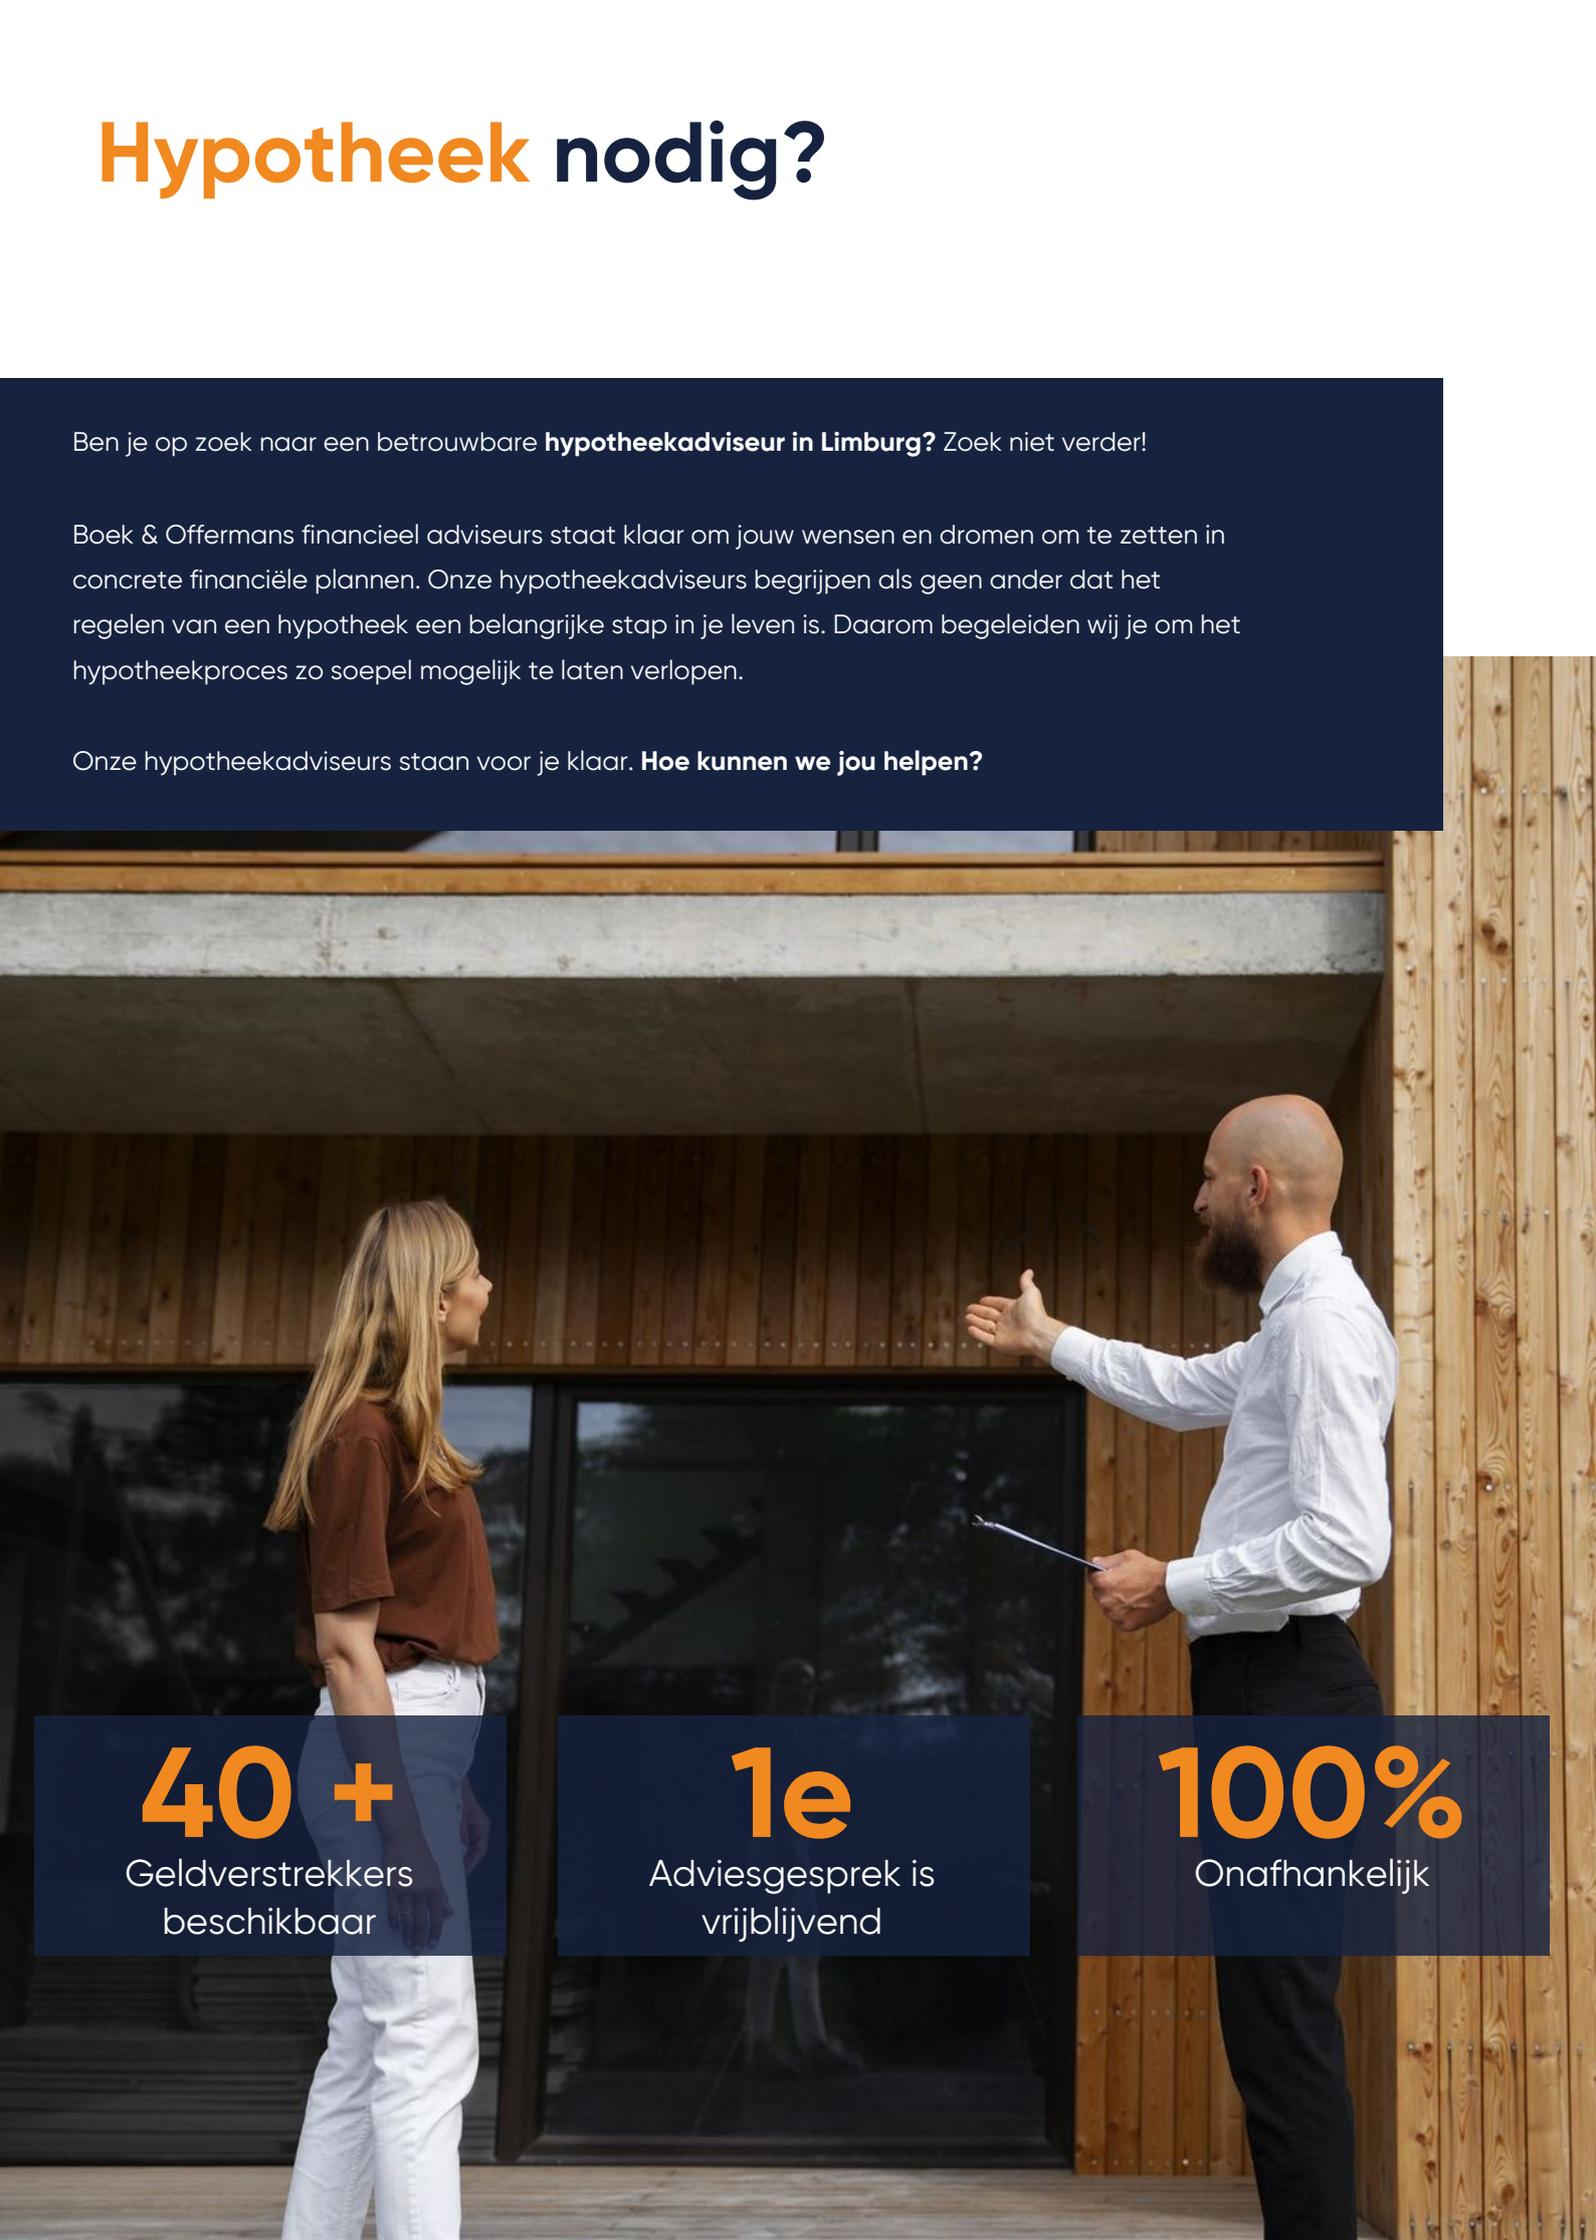 Hypotheek nodig?
Ben je op zoek naar een betrouwbare hypotheekadviseur in Limburg? Zoek niet verder!
Boek & Offermans financieel adviseurs staat klaar om jouw wensen en dromen om te zetten in
concrete financiële plannen. Onze hypotheekadviseurs begrijpen als geen ander dat het
regelen van een hypotheek een belangrijke stap in je leven is. Daarom begeleiden wij je om het
hypotheekproces zo soepel mogelijk te laten verlopen.
Onze hypotheekadviseurs staan voor je klaar. Hoe kunnen we jou helpen?
40 +
Geldverstrekkers
beschikbaar
1e
Adviesgesprek is
vrijblijvend
100%
Onafhankelijk